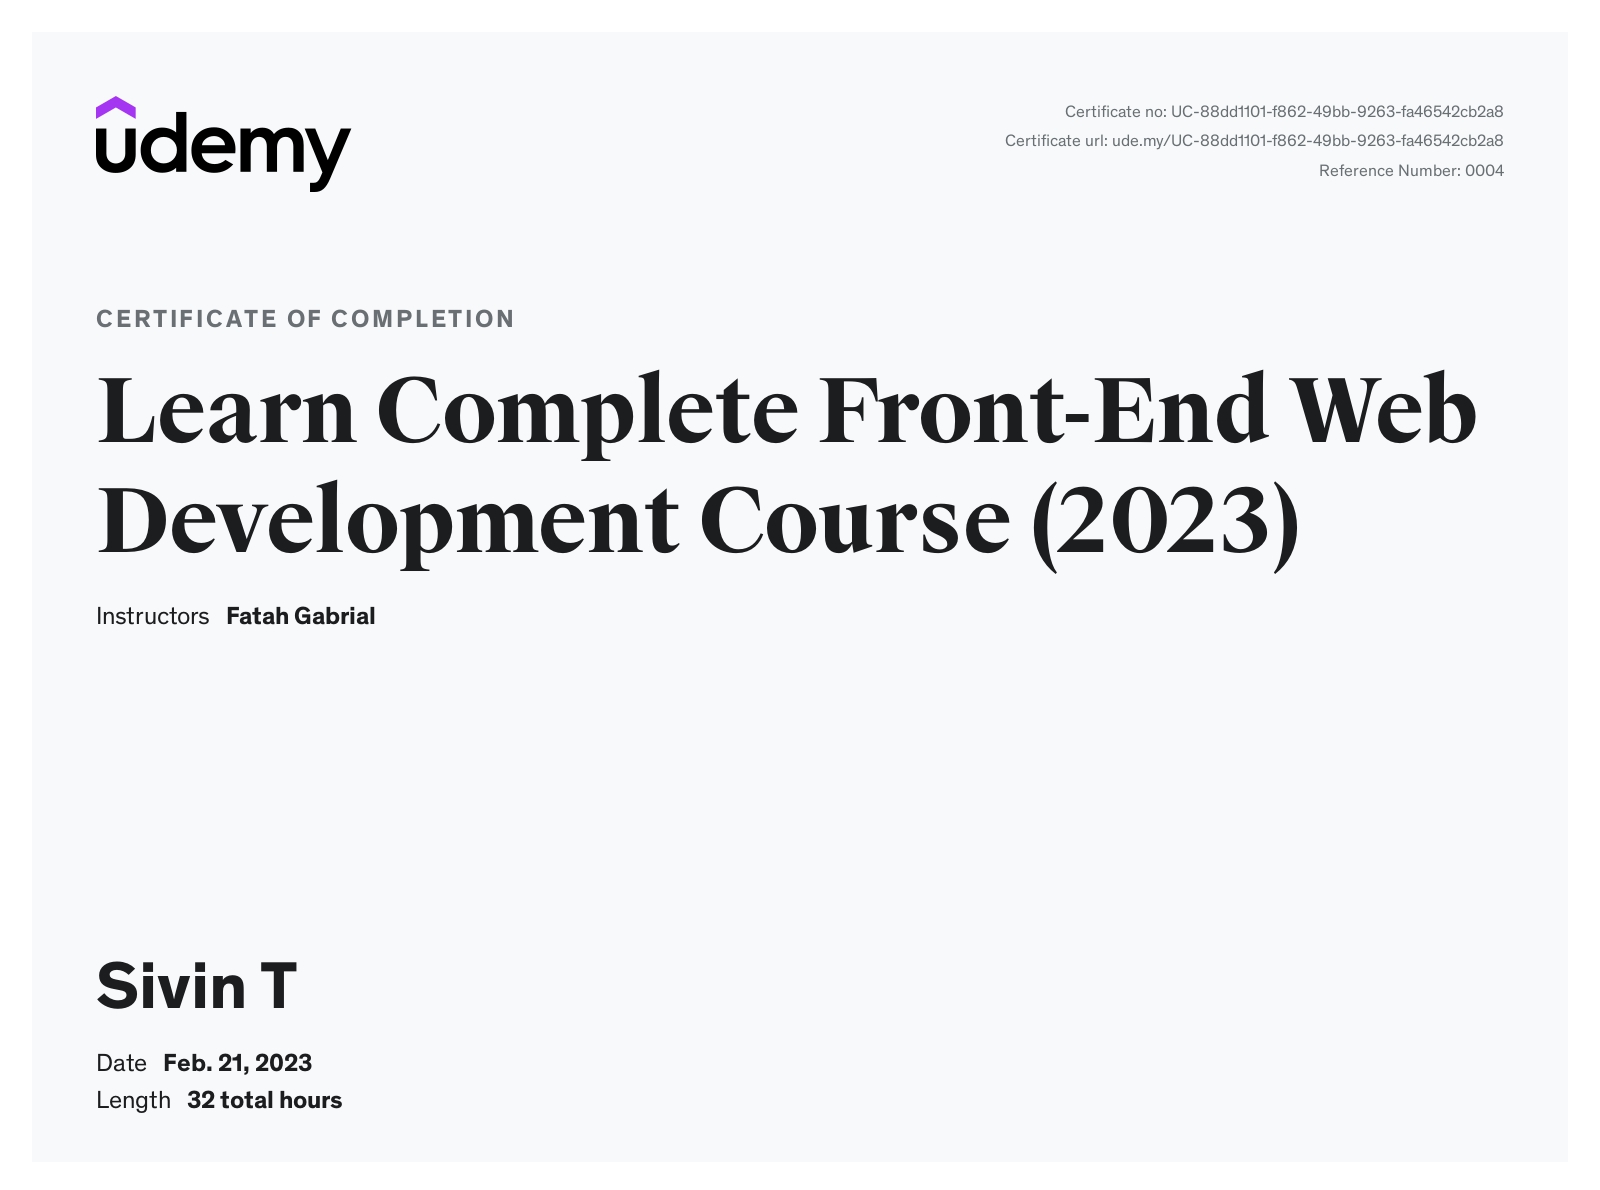 udemy
Certificate no: UC-88dd1101-f862-49bb-9263-fa46542cb2a8
Certificate url: ude.my/UC-88dd1101-f862-49bb-9263-fa46542cb2a8
Reference Number: 0004
CERTIFICATE OF COMPLETION
Learn Complete Front-End Web
Development Course (2023)
Instructors Fatah Gabrial
Sivin T
Date Feb. 21, 2023
Length 32 total hours